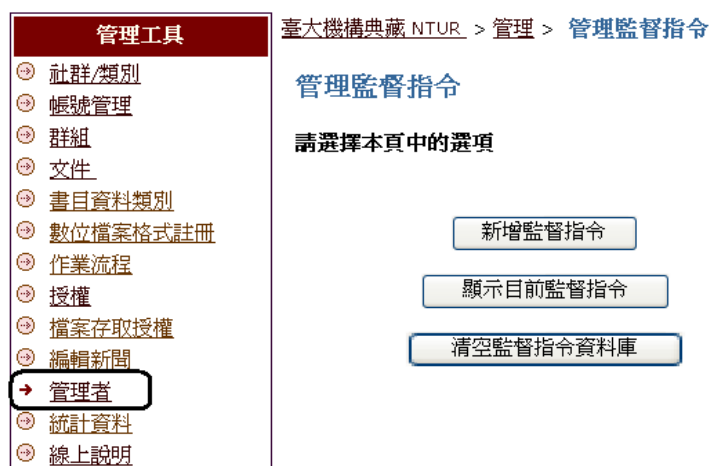 管理工具
社群/類別
帳號管理
群組
文件
書目資料類別
數位檔案格式註冊
作業流程
授權
檔案存取授權
編輯新聞
管理者
統計資料
線上說明
臺大機構典藏 NTUR > 管理 > 管理監督指令
管理監督指令
請選擇本頁中的選項
新增監督指令
顯示目前監督指令
清空監督指令資料庫